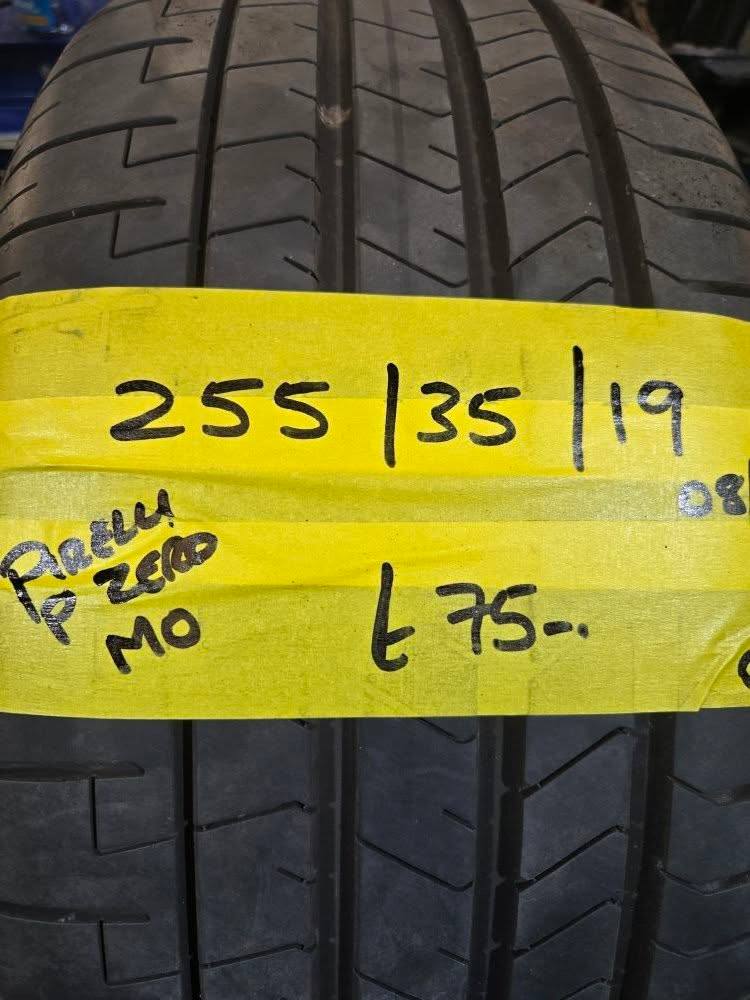 255/35/19
08
PIRELLI
P ZERO
MO
£75-